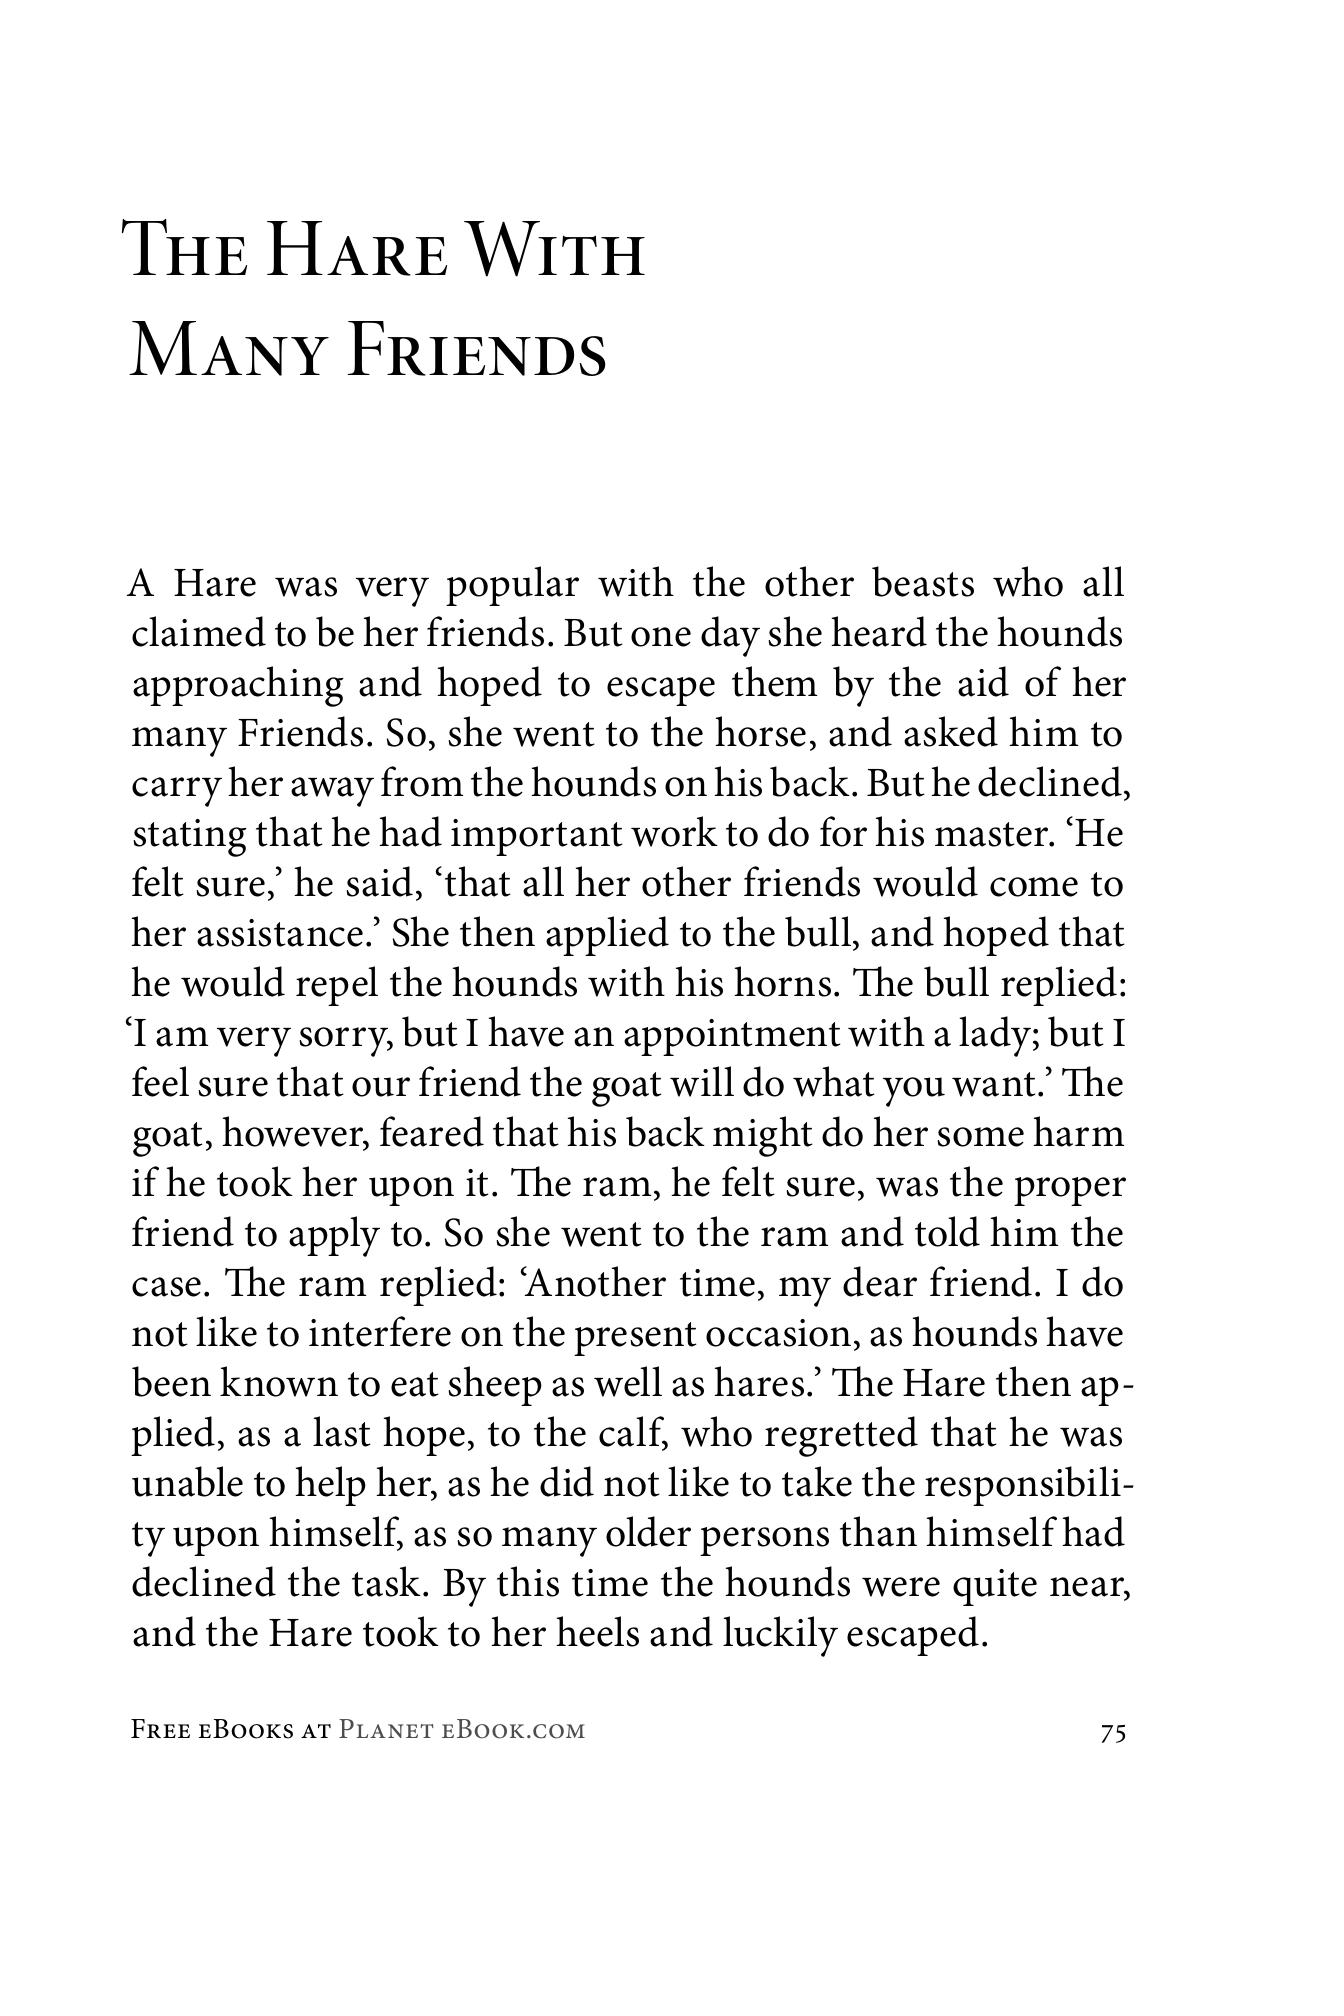 The Hare With
Many Friends
A Hare was very popular with the other beasts who all
claimed to be her friends. But one day she heard the hounds
approaching and hoped to escape them by the aid of her
many Friends. So, she went to the horse, and asked him to
carry her away from the hounds on his back. But he declined,
stating that he had important work to do for his master. ‘He
felt sure,’ he said, ‘that all her other friends would come to
her assistance.’ She then applied to the bull, and hoped that
he would repel the hounds with his horns. The bull replied:
‘I am very sorry, but I have an appointment with a lady; but I
feel sure that our friend the goat will do what you want.’ The
goat, however, feared that his back might do her some harm
if he took her upon it. The ram, he felt sure, was the proper
friend to apply to. So she went to the ram and told him the
case. The ram replied: ‘Another time, my dear friend. I do
not like to interfere on the present occasion, as hounds have
been known to eat sheep as well as hares.’ The Hare then ap-
plied, as a last hope, to the calf, who regretted that he was
unable to help her, as he did not like to take the responsibili-
ty upon himself, as so many older persons than himself had
declined the task. By this time the hounds were quite near,
and the Hare took to her heels and luckily escaped.
Free eBooks at Planet eBook.com 75